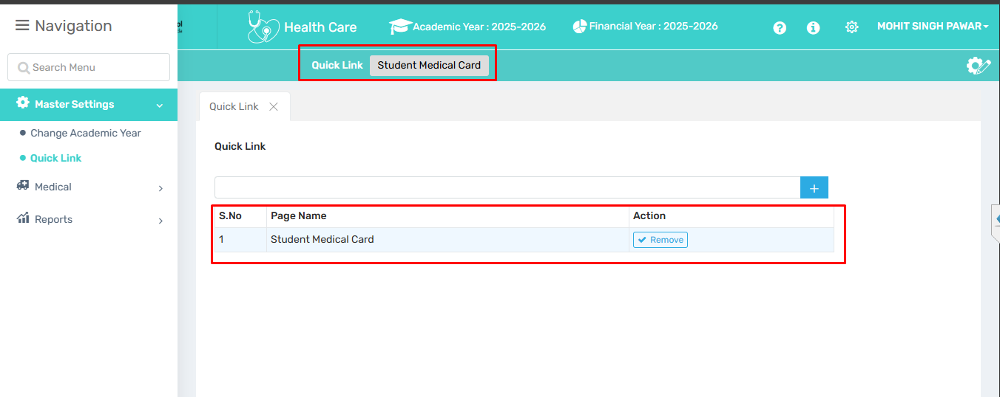 Navigation
Health Care
Academic Year : 2025-2026
Financial Year : 2025-2026
MOHIT SINGH PAWAR
Search Menu
Quick Link
Student Medical Card
Master Settings
Change Academic Year
Quick Link
Medical
Reports
Quick Link
Quick Link
S.No Page Name Action
1 Student Medical Card Remove